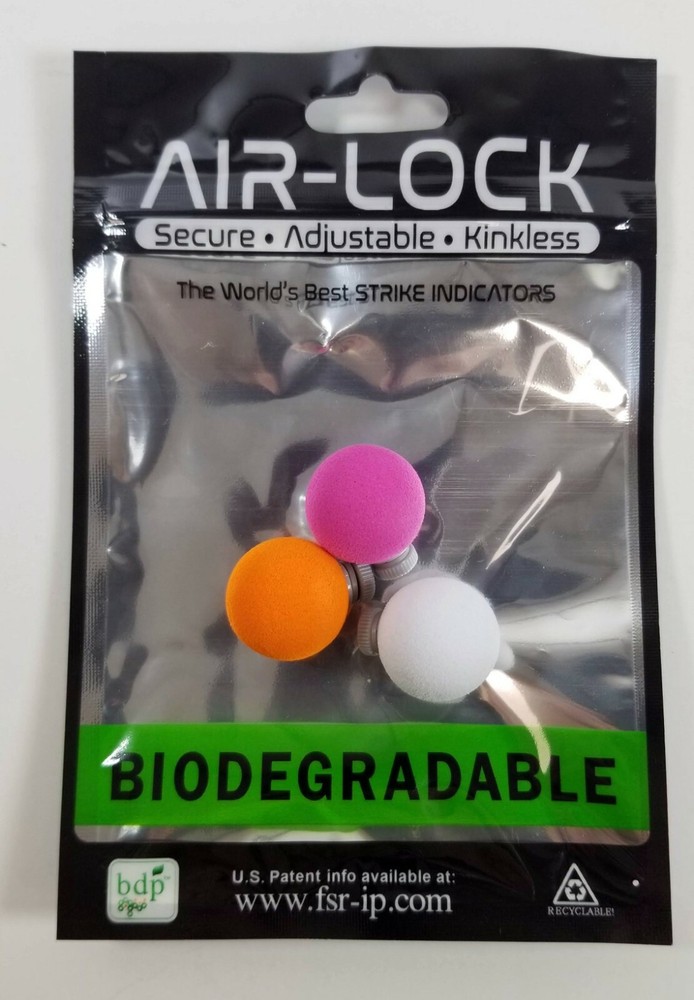 AIR-LOCK
Secure • Adjustable • Kinkless
The World's Best STRIKE INDICATORS
BIODEGRADABLE
bdp™
U.S. Patent info available at:
www.fsr-ip.com
RECYCLABLE!